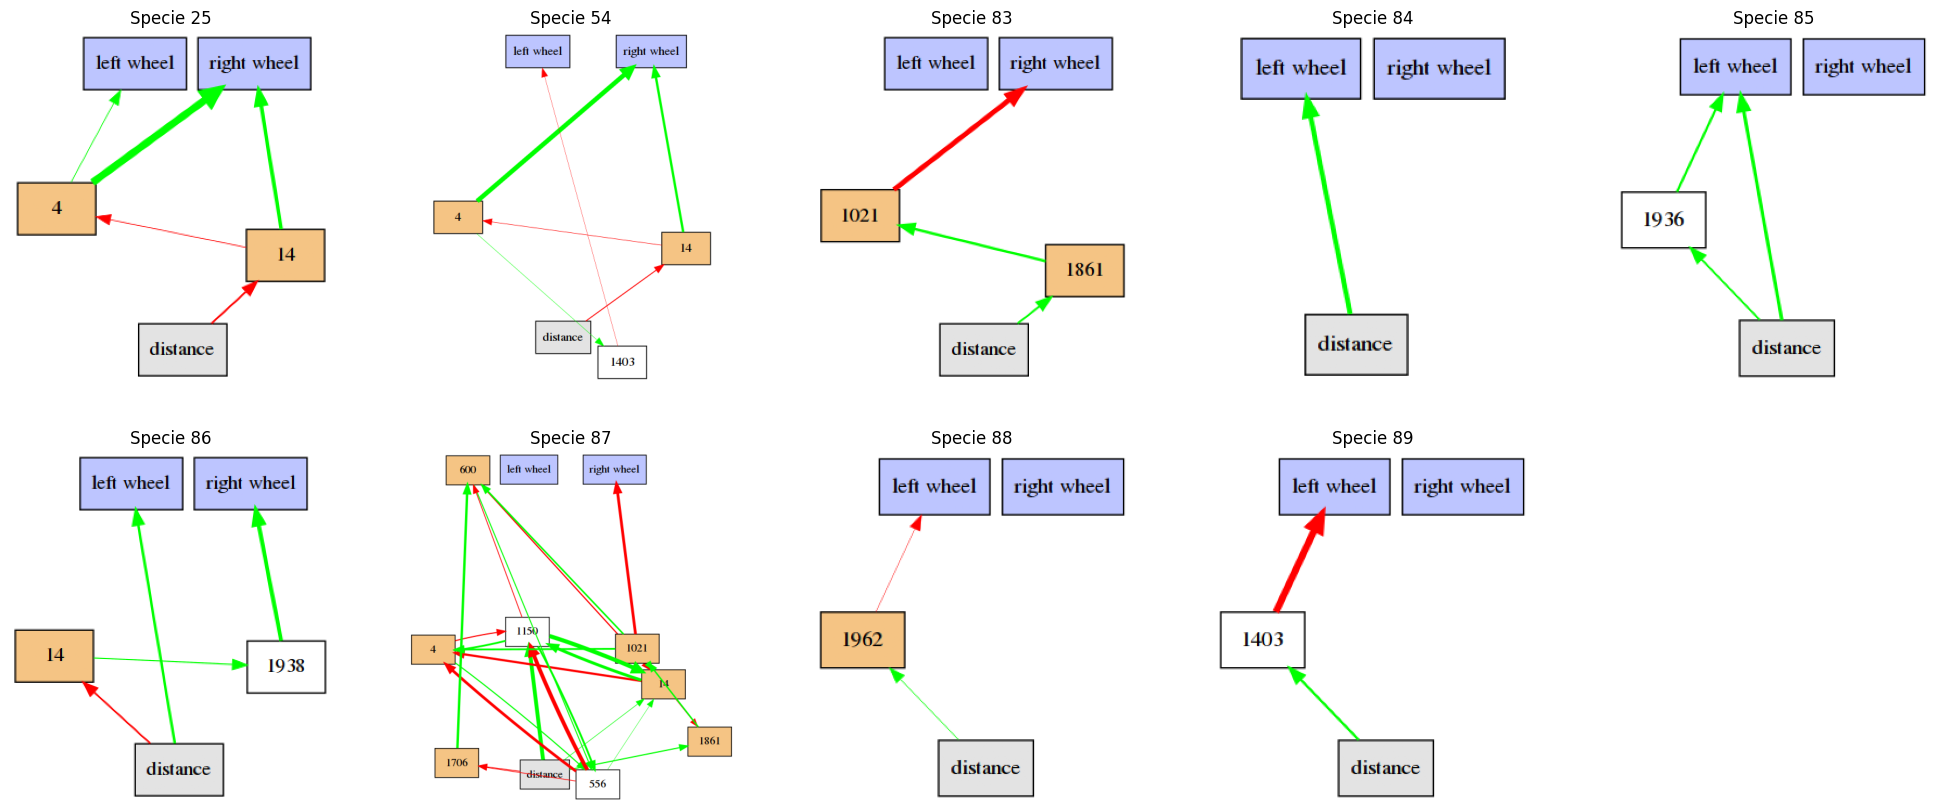 Specie 25
left wheel
right wheel
4
14
distance
Specie 54
left wheel
right wheel
4
14
distance
1403
Specie 83
left wheel
right wheel
1021
1861
distance
Specie 84
left wheel
right wheel
distance
Specie 85
left wheel
right wheel
1936
distance
Specie 86
left wheel
right wheel
14
1938
distance
Specie 87
600
left wheel
right wheel
1150
4
1021
14
1861
1706
distance
556
Specie 88
left wheel
right wheel
1962
distance
Specie 89
left wheel
right wheel
1403
distance